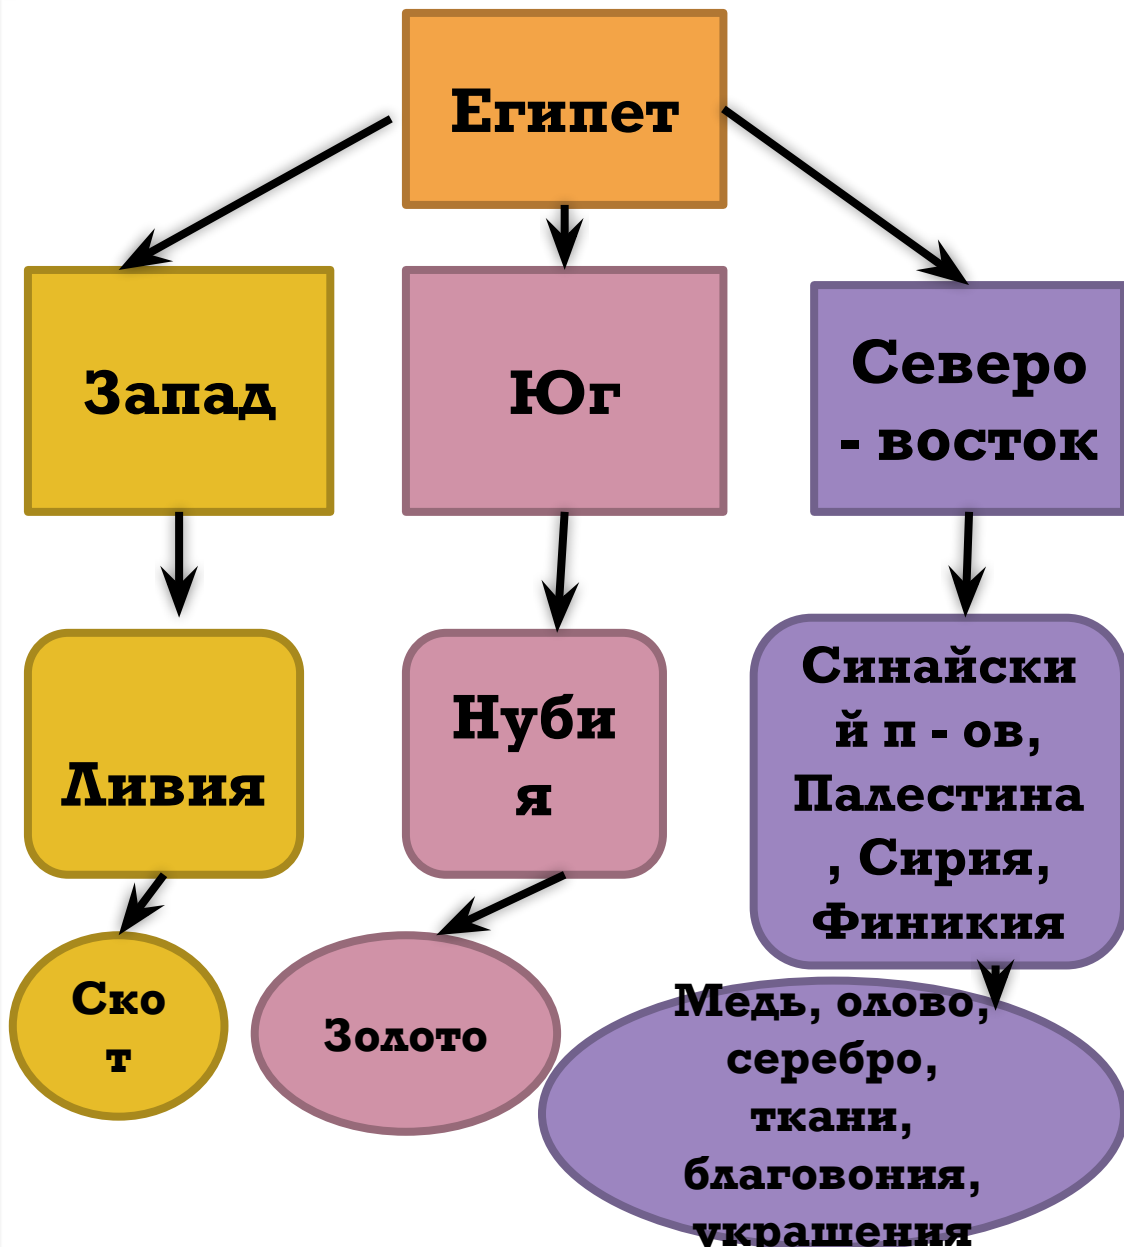 Египет
Запад
Юг
Северо
- восток
Ливия
Нуби
я
Синайски
й п - ов,
Палестина
, Сирия,
Финикия
Ско
т
Золото
Медь, олово,
серебро,
ткани,
благовония,
украшения